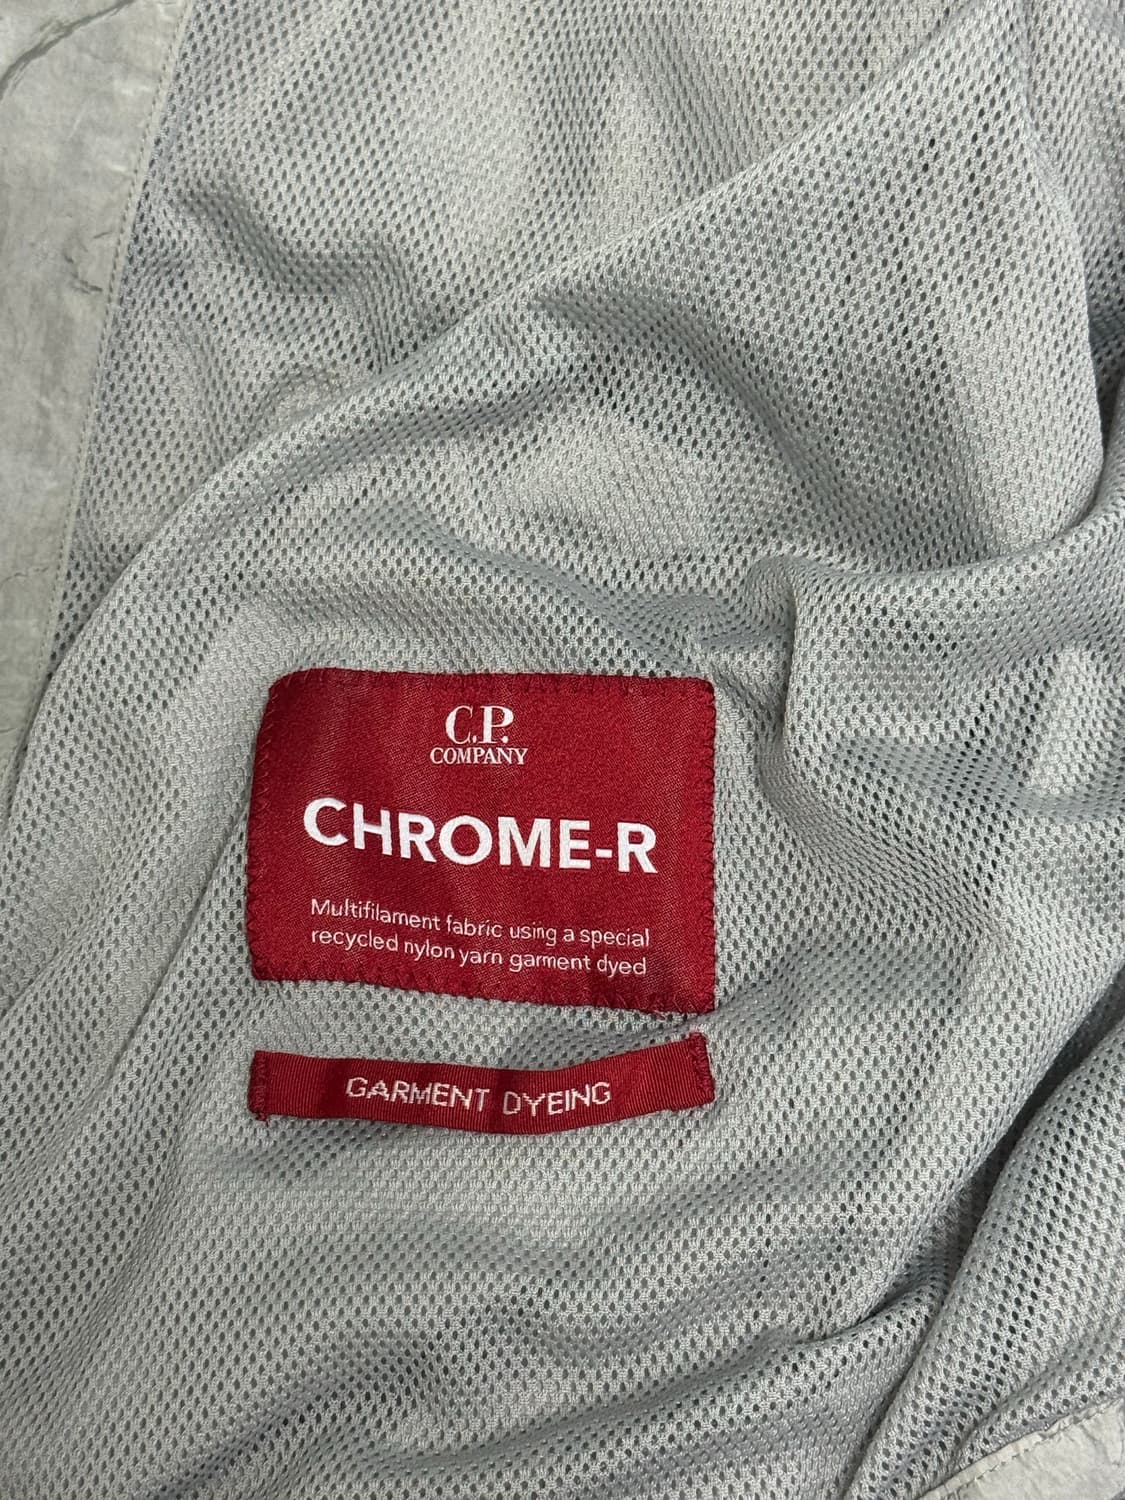 C.P.
COMPANY
CHROME-R
Multifilament fabric using a special
recycled nylon yarn garment dyed
GARMENT DYEING